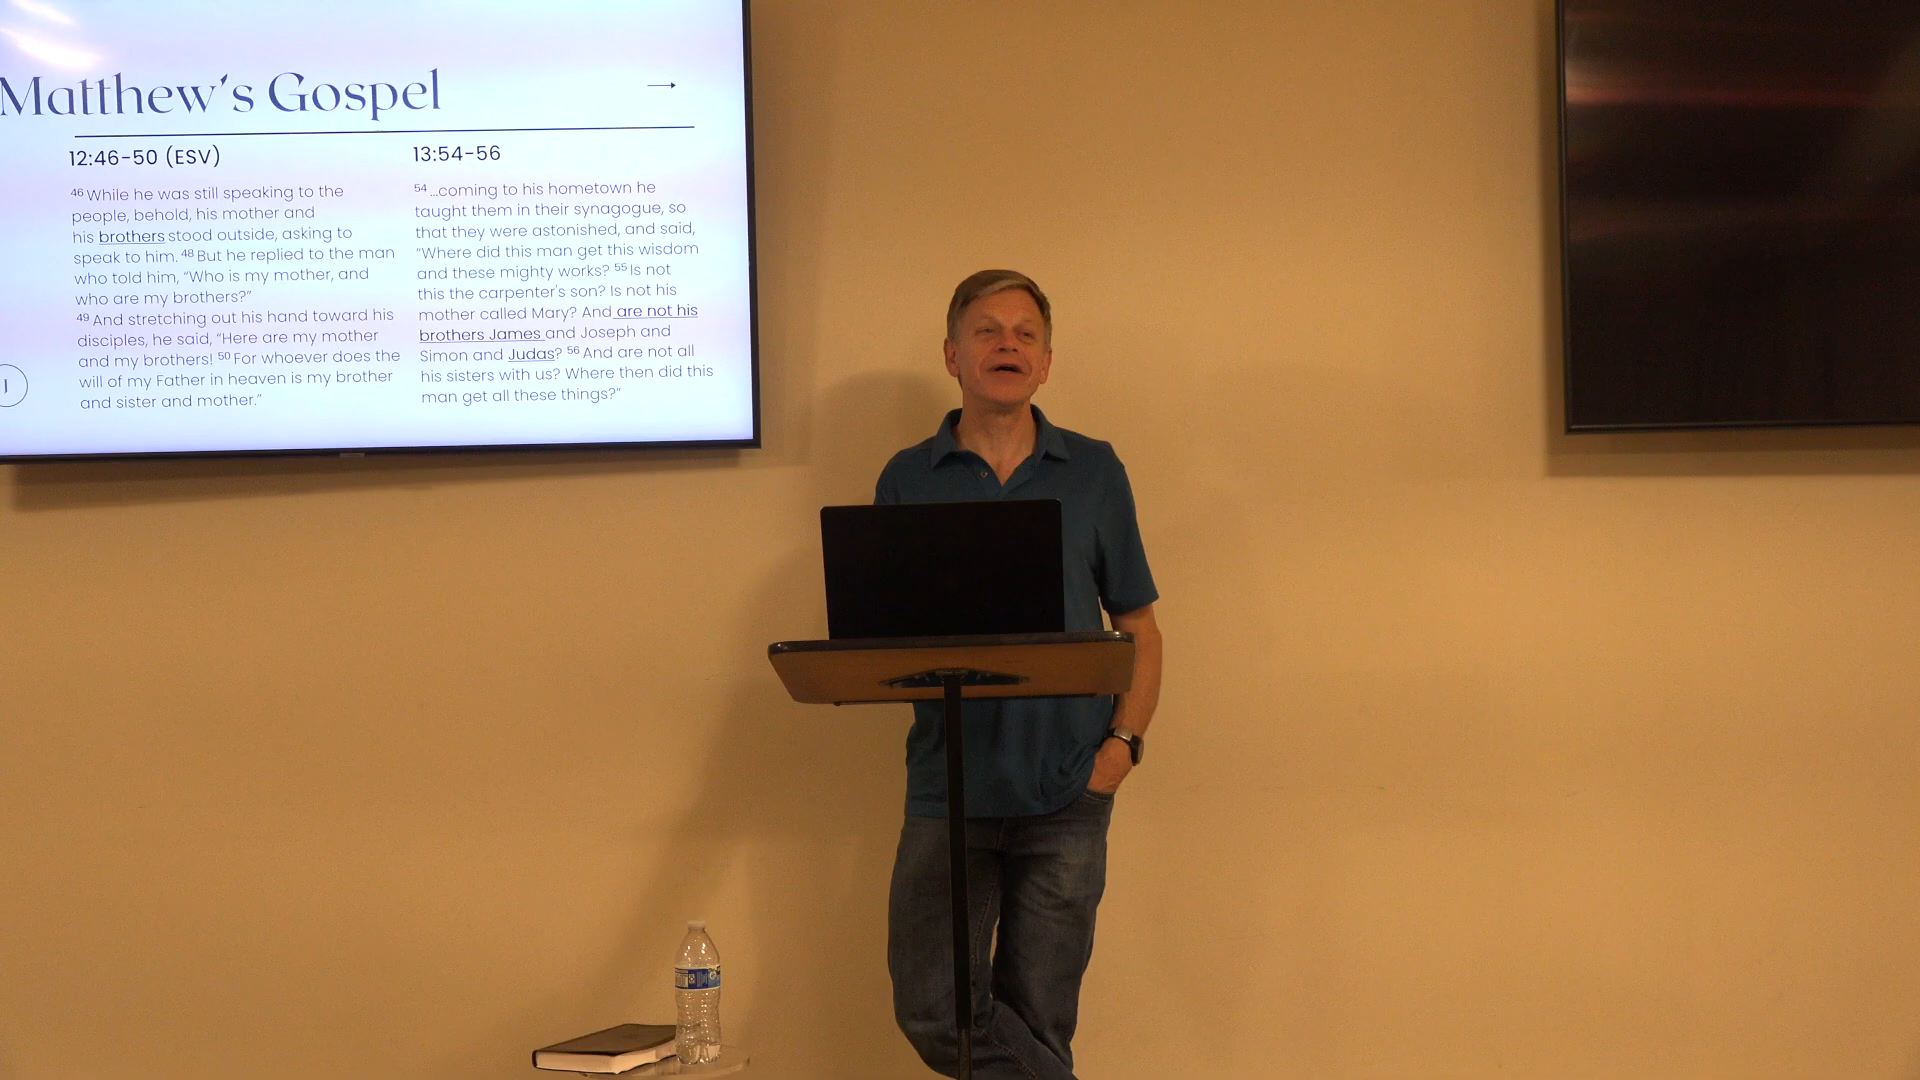 Matthew's Gospel
→
12:46-50 (ESV)
46 While he was still speaking to the
people, behold, his mother and
his brothers stood outside, asking to
speak to him. 48 But he replied to the man
who told him, "Who is my mother, and
who are my brothers?"
49 And stretching out his hand toward his
disciples, he said, "Here are my mother
and my brothers! 50 For whoever does the
will of my Father in heaven is my brother
and sister and mother."
13:54-56
54 ...coming to his hometown he
taught them in their synagogue, so
that they were astonished, and said,
"Where did this man get this wisdom
and these mighty works? 55 Is not
this the carpenter's son? Is not his
mother called Mary? And are not his
brothers James and Joseph and
Simon and Judas? 56 And are not all
his sisters with us? Where then did this
man get all these things?"
J